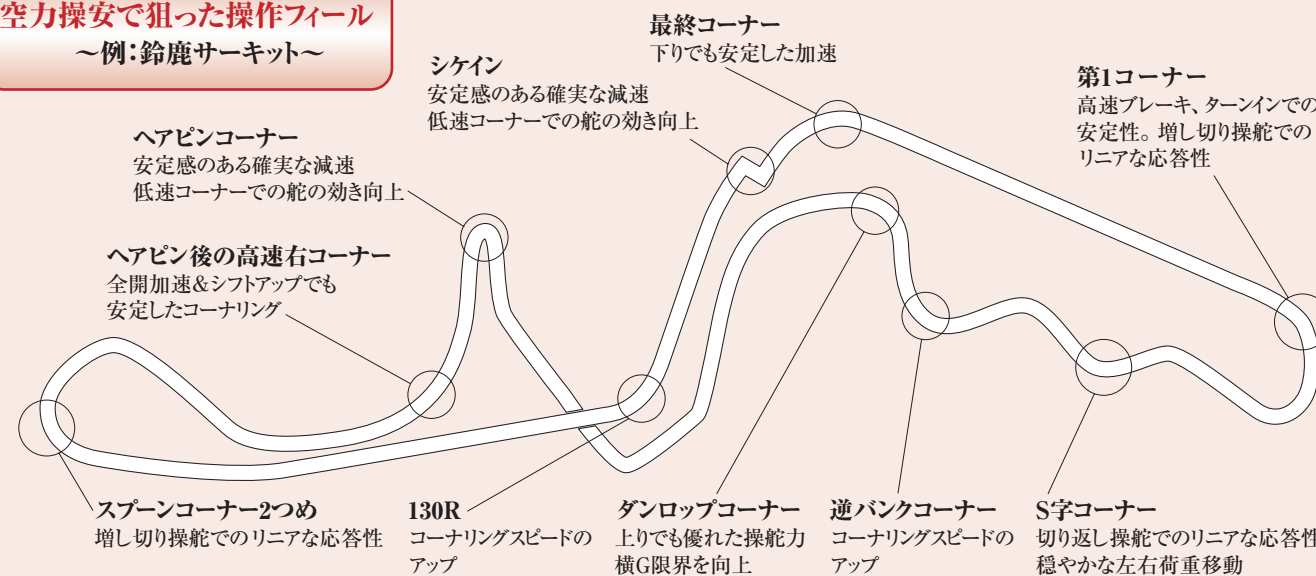 空力操安で狙った操作フィール
～例：鈴鹿サーキット～
最終コーナー
下りでも安定した加速
シケイン
安定感のある確実な減速
低速コーナーでの舵の効き向上
第1コーナー
高速ブレーキ、ターンインでの
安定性。増し切り操舵での
リニアな応答性
ヘアピンコーナー
安定感のある確実な減速
低速コーナーでの舵の効き向上
ヘアピン後の高速右コーナー
全開加速&シフトアップでも
安定したコーナリング
スプーンコーナー2つめ
増し切り操舵でのリニアな応答性
130R
コーナリングスピードの
アップ
ダンロップコーナー
上りでも優れた操舵力
横G限界を向上
逆バンクコーナー
コーナリングスピードの
アップ
S字コーナー
切り返し操舵でのリニアな応答性
穏やかな左右荷重移動